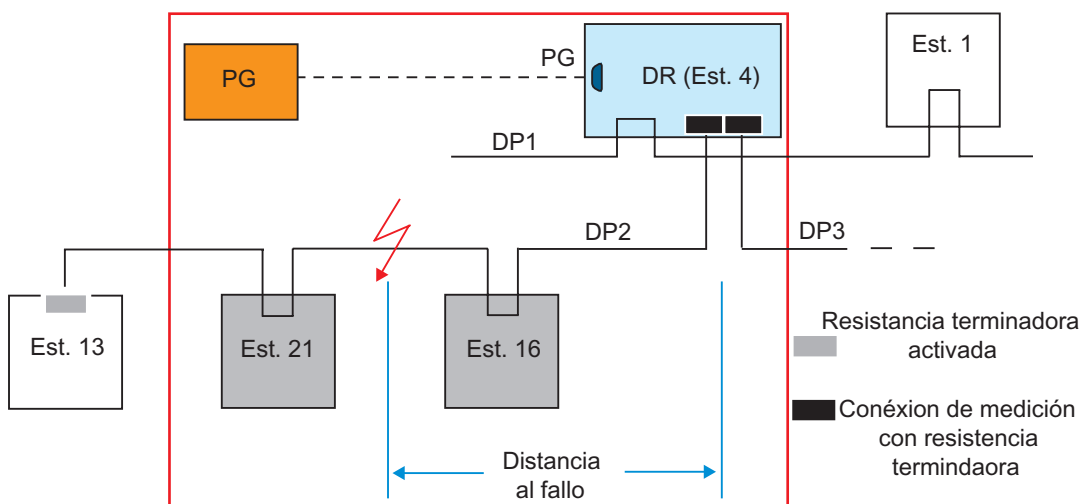 PG
PG
DR (Est. 4)
Est. 1
DP1
DP2
DP3
Est. 13
Est. 21
Est. 16
Resistancia terminadora
activada
Conéxion de medición
con resistencia
termindaora
Distancia
al fallo